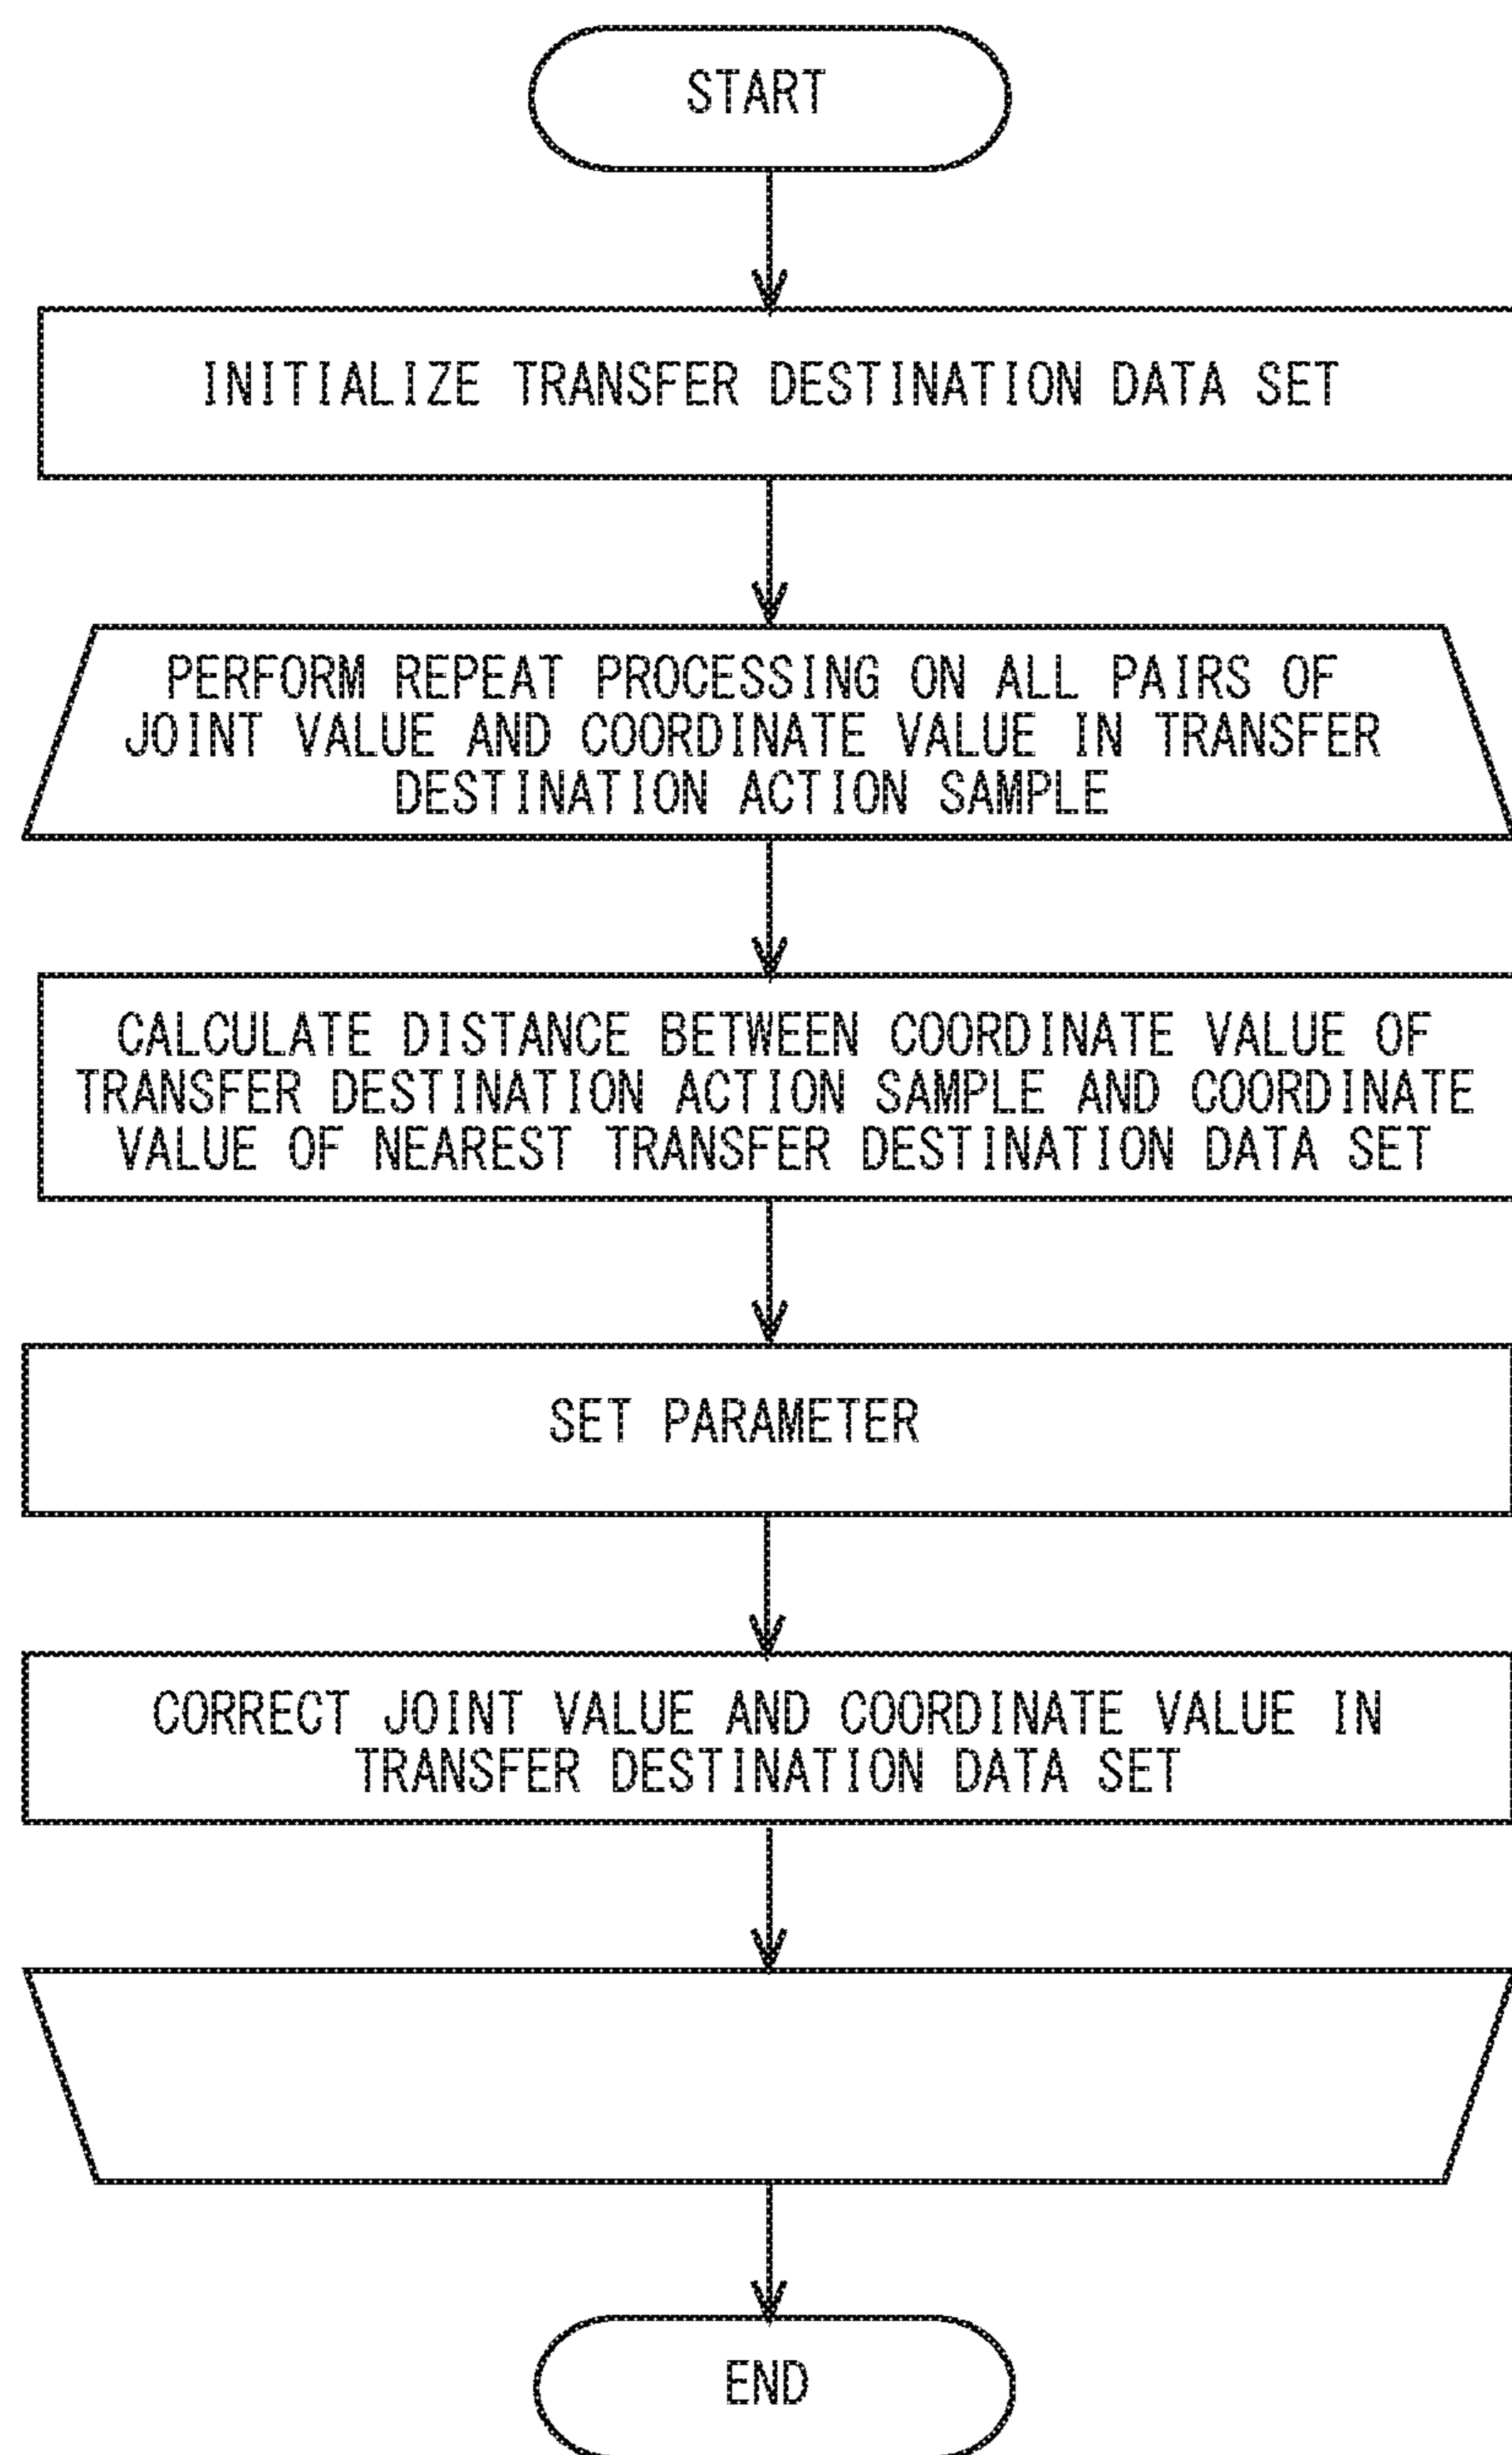 START
INITIALIZE TRANSFER DESTINATION DATA SET
PERFORM REPEAT PROCESSING ON ALL PAIRS OF
JOINT VALUE AND COORDINATE VALUE IN TRANSFER
DESTINATION ACTION SAMPLE
CALCULATE DISTANCE BETWEEN COORDINATE VALUE OF
TRANSFER DESTINATION ACTION SAMPLE AND COORDINATE
VALUE OF NEAREST TRANSFER DESTINATION DATA SET
SET PARAMETER
CORRECT JOINT VALUE AND COORDINATE VALUE IN
TRANSFER DESTINATION DATA SET
END